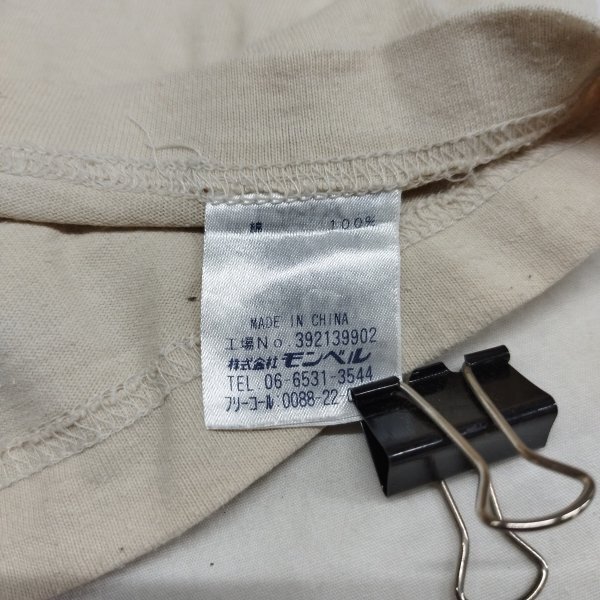 綿 100%
MADE IN CHINA
工場No 392139902
株式会社 モンベル
TEL 06-6531-3544
フリーコール 0088-22-0